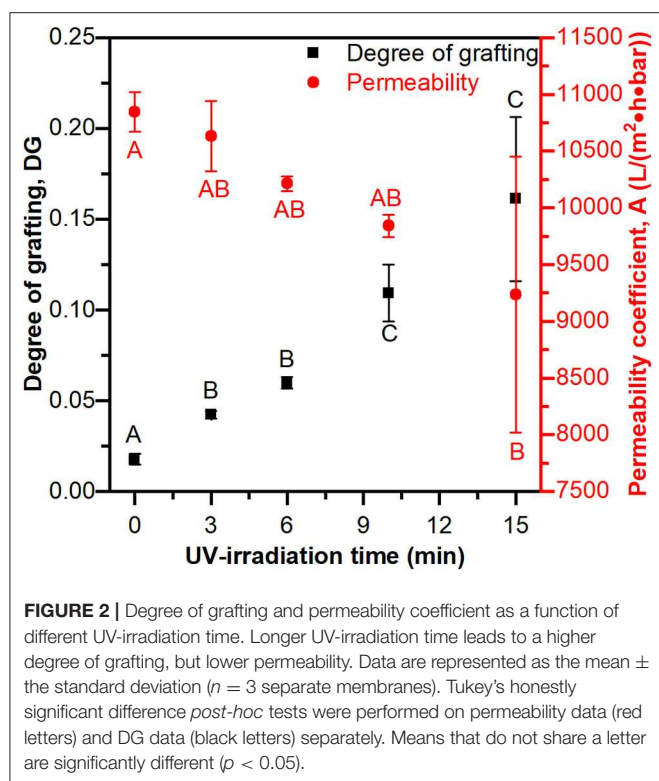 0.25
0.20
0.15
0.10
0.05
0.00
Degree of grafting, DG
11500
11000
10500
10000
9500
9000
8500
8000
7500
Permeability coefficient, A (L/(m²•h•bar))
Degree of grafting
Permeability
A
AB
AB
AB
B
A
B
B
C
C
0
3
6
9
12
15
UV-irradiation time (min)
FIGURE 2 | Degree of grafting and permeability coefficient as a function of
different UV-irradiation time. Longer UV-irradiation time leads to a higher
degree of grafting, but lower permeability. Data are represented as the mean ±
the standard deviation (n = 3 separate membranes). Tukey's honestly
significant difference post-hoc tests were performed on permeability data (red
letters) and DG data (black letters) separately. Means that do not share a letter
are significantly different (p < 0.05).